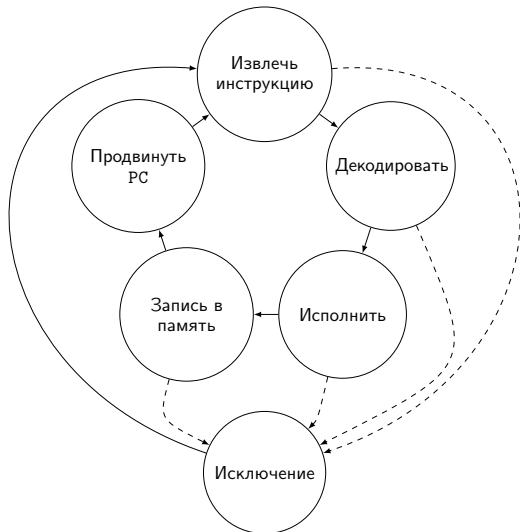 Извлечь
инструкцию
Продвинуть
PC
Декодировать
Запись в
память
Исполнить
Исключение